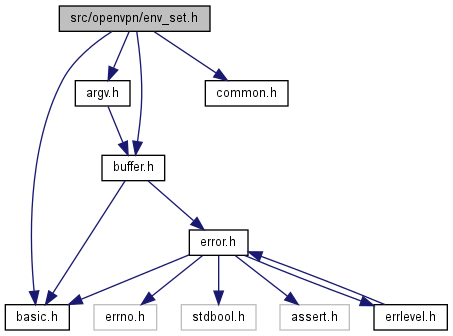 src/openvpn/env_set.h
argv.h
common.h
buffer.h
error.h
basic.h
errno.h
stdbool.h
assert.h
errlevel.h